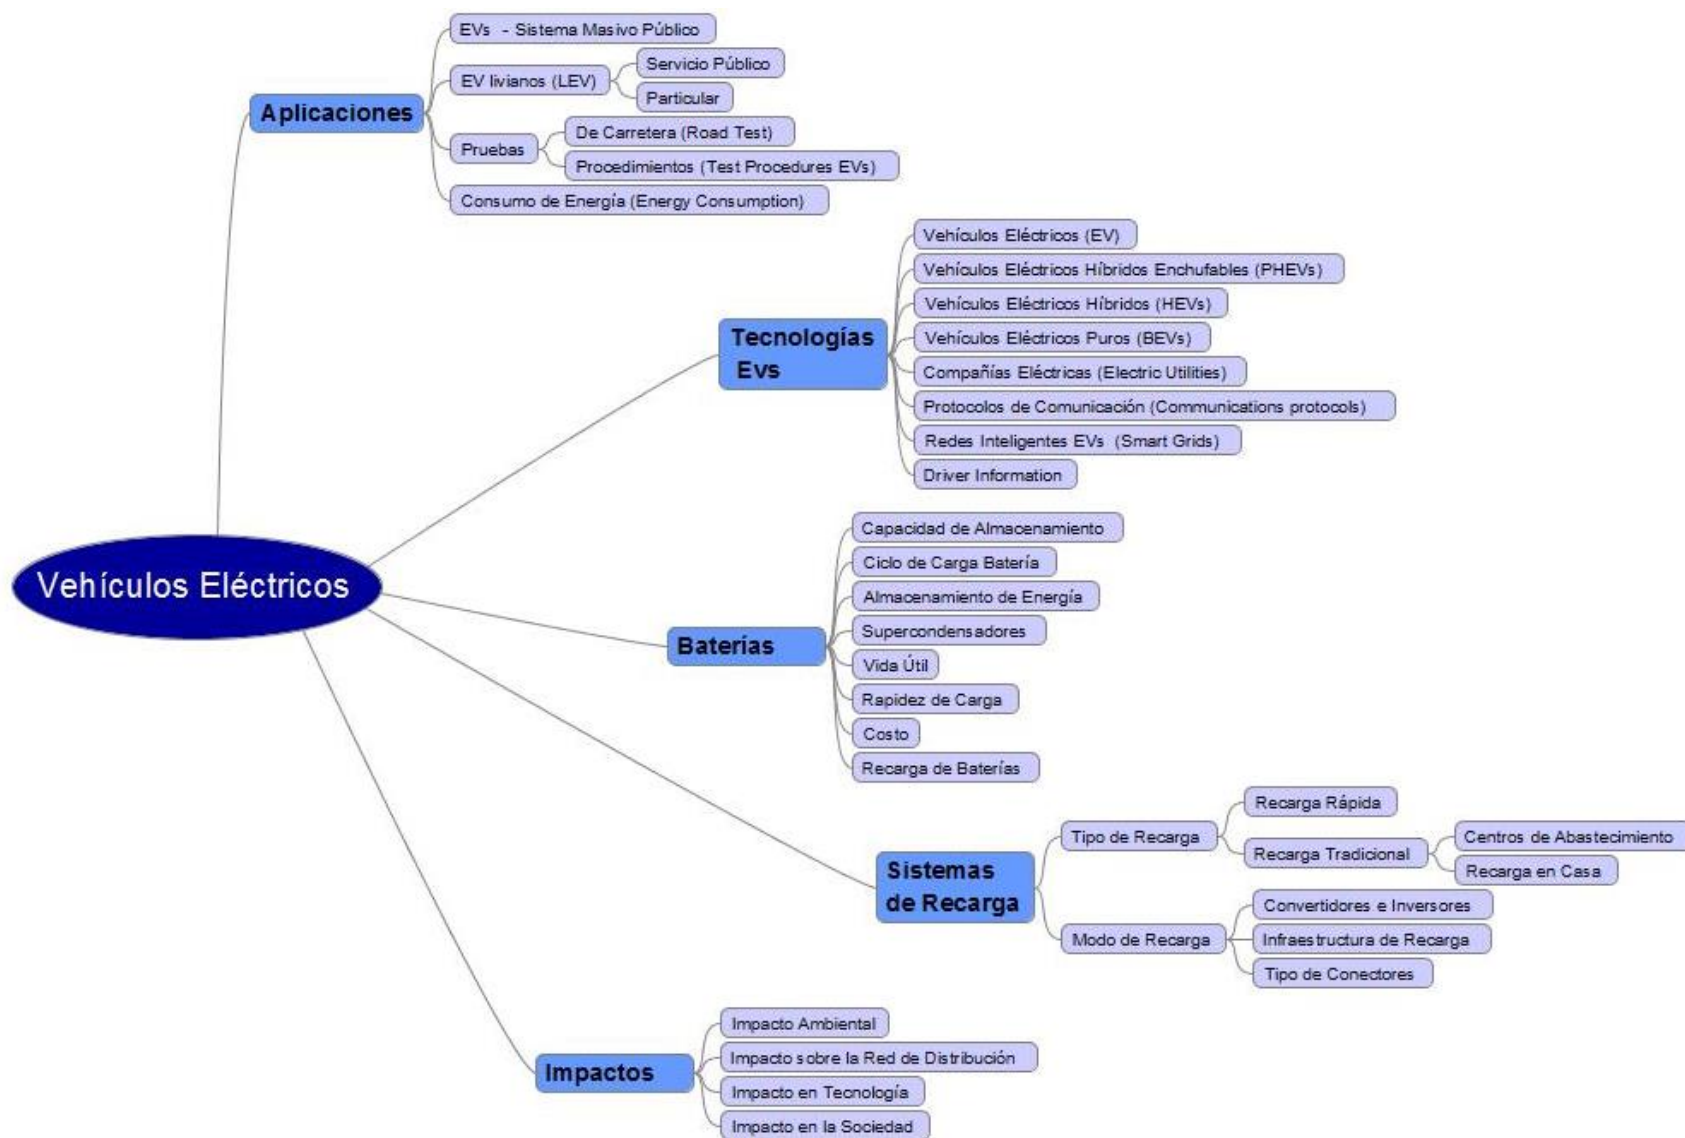 EVs - Sistema Masivo Público
EV livianos (LEV)
Servicio Público
Particular
Aplicaciones
Pruebas
De Carretera (Road Test)
Procedimientos (Test Procedures EVs)
Consumo de Energía (Energy Consumption)
Tecnologías
Evs
Vehículos Eléctricos (EV)
Vehículos Eléctricos Híbridos Enchufables (PHEVs)
Vehículos Eléctricos Híbridos (HEVs)
Vehículos Eléctricos Puros (BEVs)
Compañías Eléctricas (Electric Utilities)
Protocolos de Comunicación (Communications protocols)
Redes Inteligentes EVs (Smart Grids)
Driver Information
Vehículos Eléctricos
Baterías
Capacidad de Almacenamiento
Ciclo de Carga Batería
Almacenamiento de Energía
Supercondensadores
Vida Útil
Rapidez de Carga
Costo
Recarga de Baterías
Sistemas
de Recarga
Tipo de Recarga
Recarga Rápida
Recarga Tradicional
Centros de Abastecimiento
Recarga en Casa
Modo de Recarga
Convertidores e Inversores
Infraestructura de Recarga
Tipo de Conectores
Impactos
Impacto Ambiental
Impacto sobre la Red de Distribución
Impacto en Tecnología
Impacto en la Sociedad